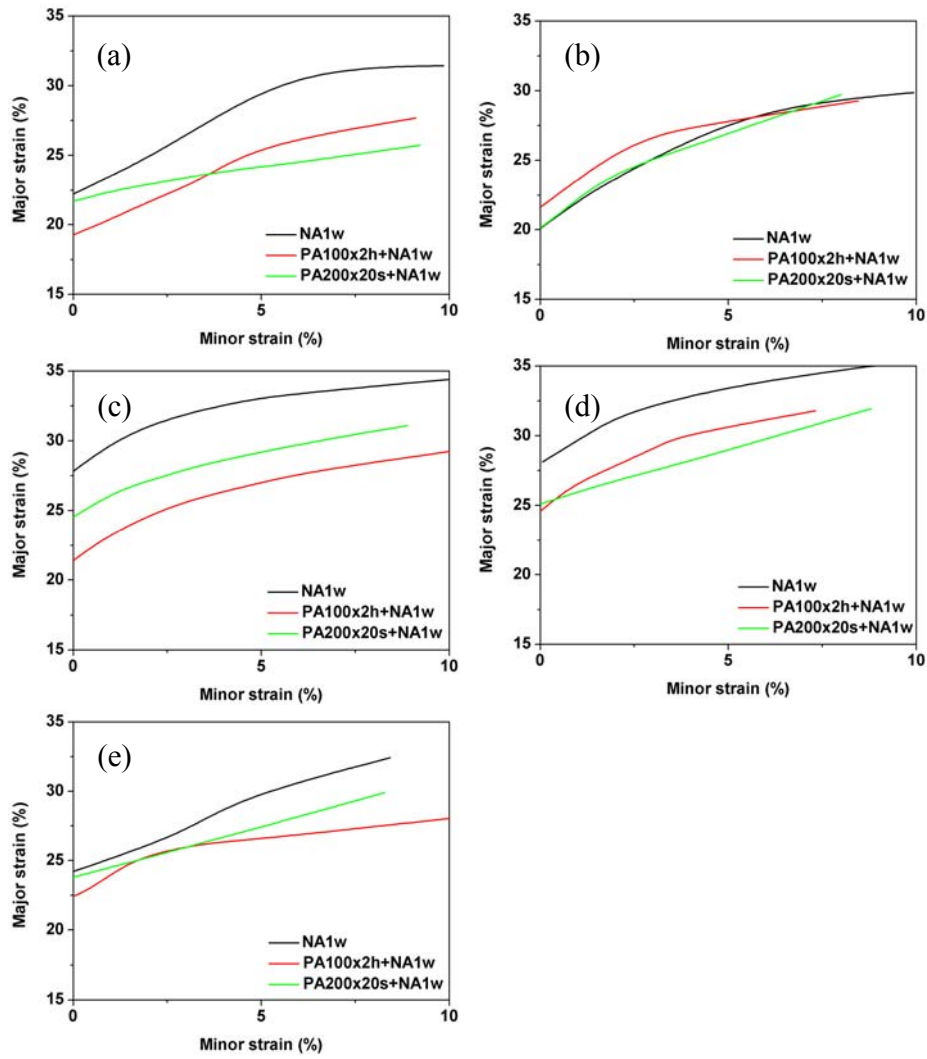 (a)
35
30
25
20
15
Major strain (%)
NA1w
PA100x2h+NA1w
PA200x20s+NA1w
0 5 10
Minor strain (%)
(b)
35
30
25
20
15
Major strain (%)
NA1w
PA100x2h+NA1w
PA200x20s+NA1w
0 5 10
Minor strain (%)
(c)
35
30
25
20
15
Major strain (%)
NA1w
PA100x2h+NA1w
PA200x20s+NA1w
0 5 10
Minor strain (%)
(d)
35
30
25
20
15
Major strain (%)
NA1w
PA100x2h+NA1w
PA200x20s+NA1w
0 5 10
Minor strain (%)
(e)
35
30
25
20
15
Major strain (%)
NA1w
PA100x2h+NA1w
PA200x20s+NA1w
0 5 10
Minor strain (%)